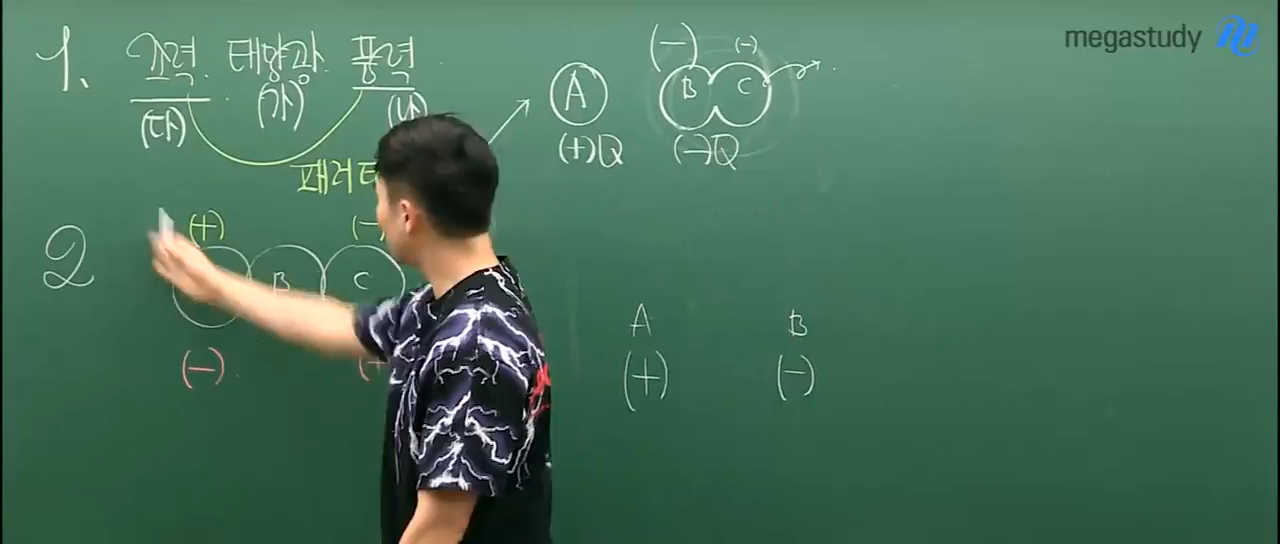 megastudy
1. 조력. 태양광. 풍력.
(다) (가) (나)
패러
(-) (-)
A B C
(+)Q (-)Q
2 (+) (-)
B C
(-)
A B
(+) (-)